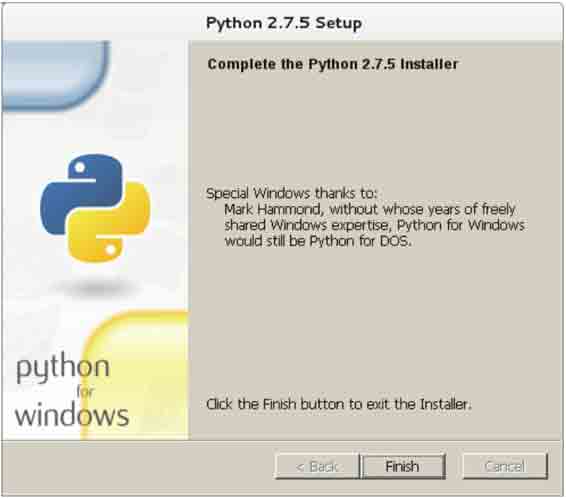 Python 2.7.5 Setup
Complete the Python 2.7.5 Installer
Special Windows thanks to:
Mark Hammond, without whose years of freely
shared Windows expertise, Python for Windows
would still be Python for DOS.
python
for
windows
Click the Finish button to exit the Installer.
< Back
Finish
Cancel